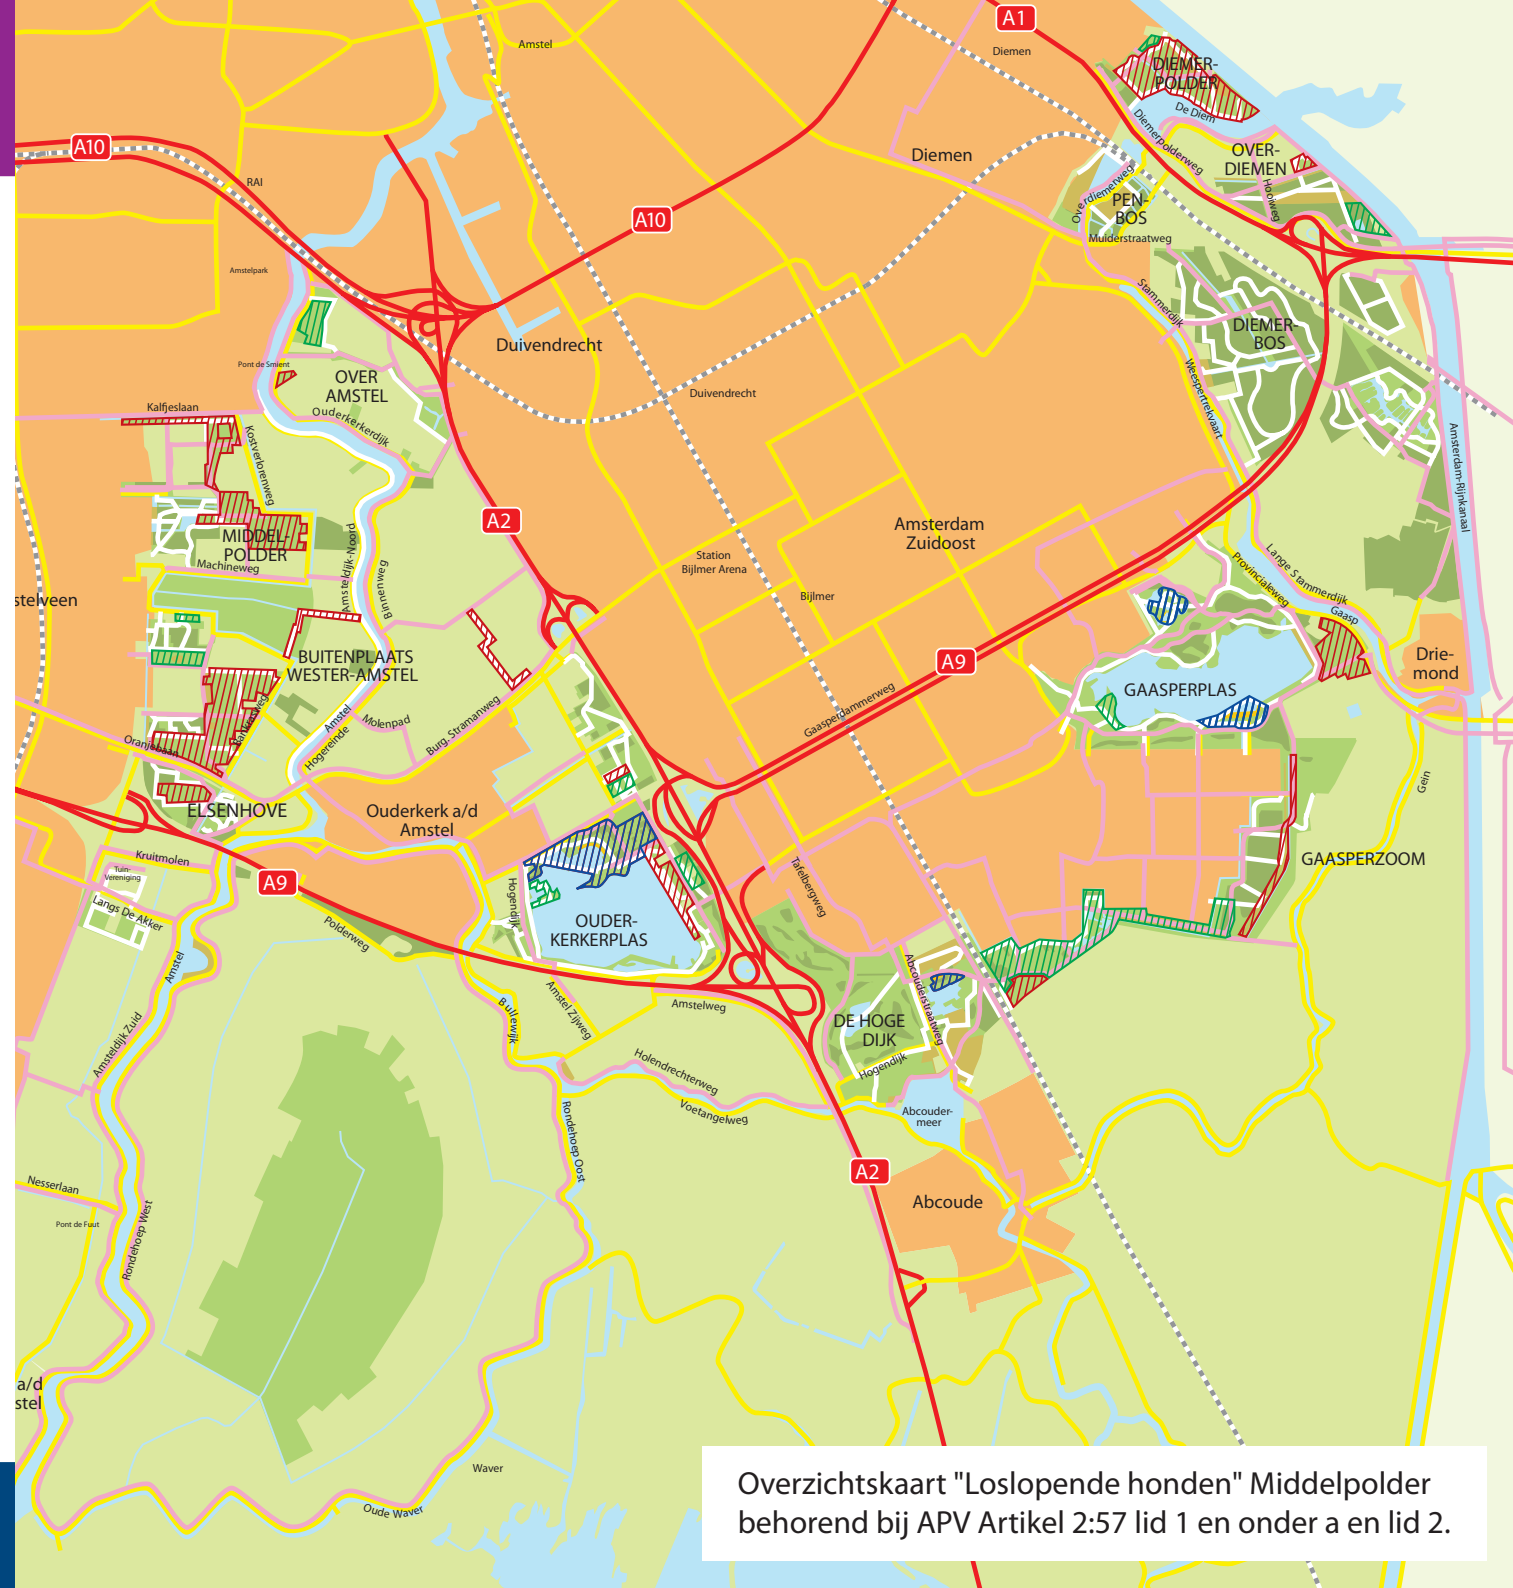 A1
Diemen
Amstel
DIEMER-
POLDER
De Diem
Diemerpolderweg
A10
Diemen
OVER-
DIEMEN
RAI
Overdiemerweg
Hooiweg
PEN-
BOS
A10
Muiderstraatweg
Amstelpark
Stammerdijk
DIEMER-
BOS
Duivendrecht
Pont de Smient
OVER
AMSTEL
Duivendrecht
Weespertrekvaart
Kalfjeslaan
Ouderkerkerdijk
Kostverlorenweg
Amsterdam-Rijnkanaal
A2
Amsterdam
Zuidoost
MIDDEL-
POLDER
Machineweg
Amsteldijk-Noord
Binnenweg
Station
Bijlmer Arena
Lange Stammerdijk
Provincialeweg
Gaasp
stelveen
Bijlmer
BUITENPLAATS
WESTER-AMSTEL
A9
Drie-
mond
GAASPERPLAS
Gaasperdammerweg
Amstel
Molenpad
Hogereinde
Burg. Stramanweg
Bankrasweg
Oranjebaan
Gein
ELSENHOVE
Ouderkerk a/d
Amstel
Kruitmolen
Tuin-
Vereniging
A9
Langs De Akker
Hogendijk
Tafelbergweg
GAASPERZOOM
OUDER-
KERKERPLAS
Polderweg
Amstel
Abcouderstraatweg
Amstel Zijweg
Bullewijk
Amstelweg
DE HOGE
DIJK
Hogendijk
Amsteldijk Zuid
Holendrechterweg
Voetangelweg
Abcouder-
meer
Rondehoep Oost
A2
Nesserlaan
Abcoude
Pont de Fuut
Rondehoep West
a/d
stel
Waver
Oude Waver
Overzichtskaart "Loslopende honden" Middelpolder
behorend bij APV Artikel 2:57 lid 1 en onder a en lid 2.